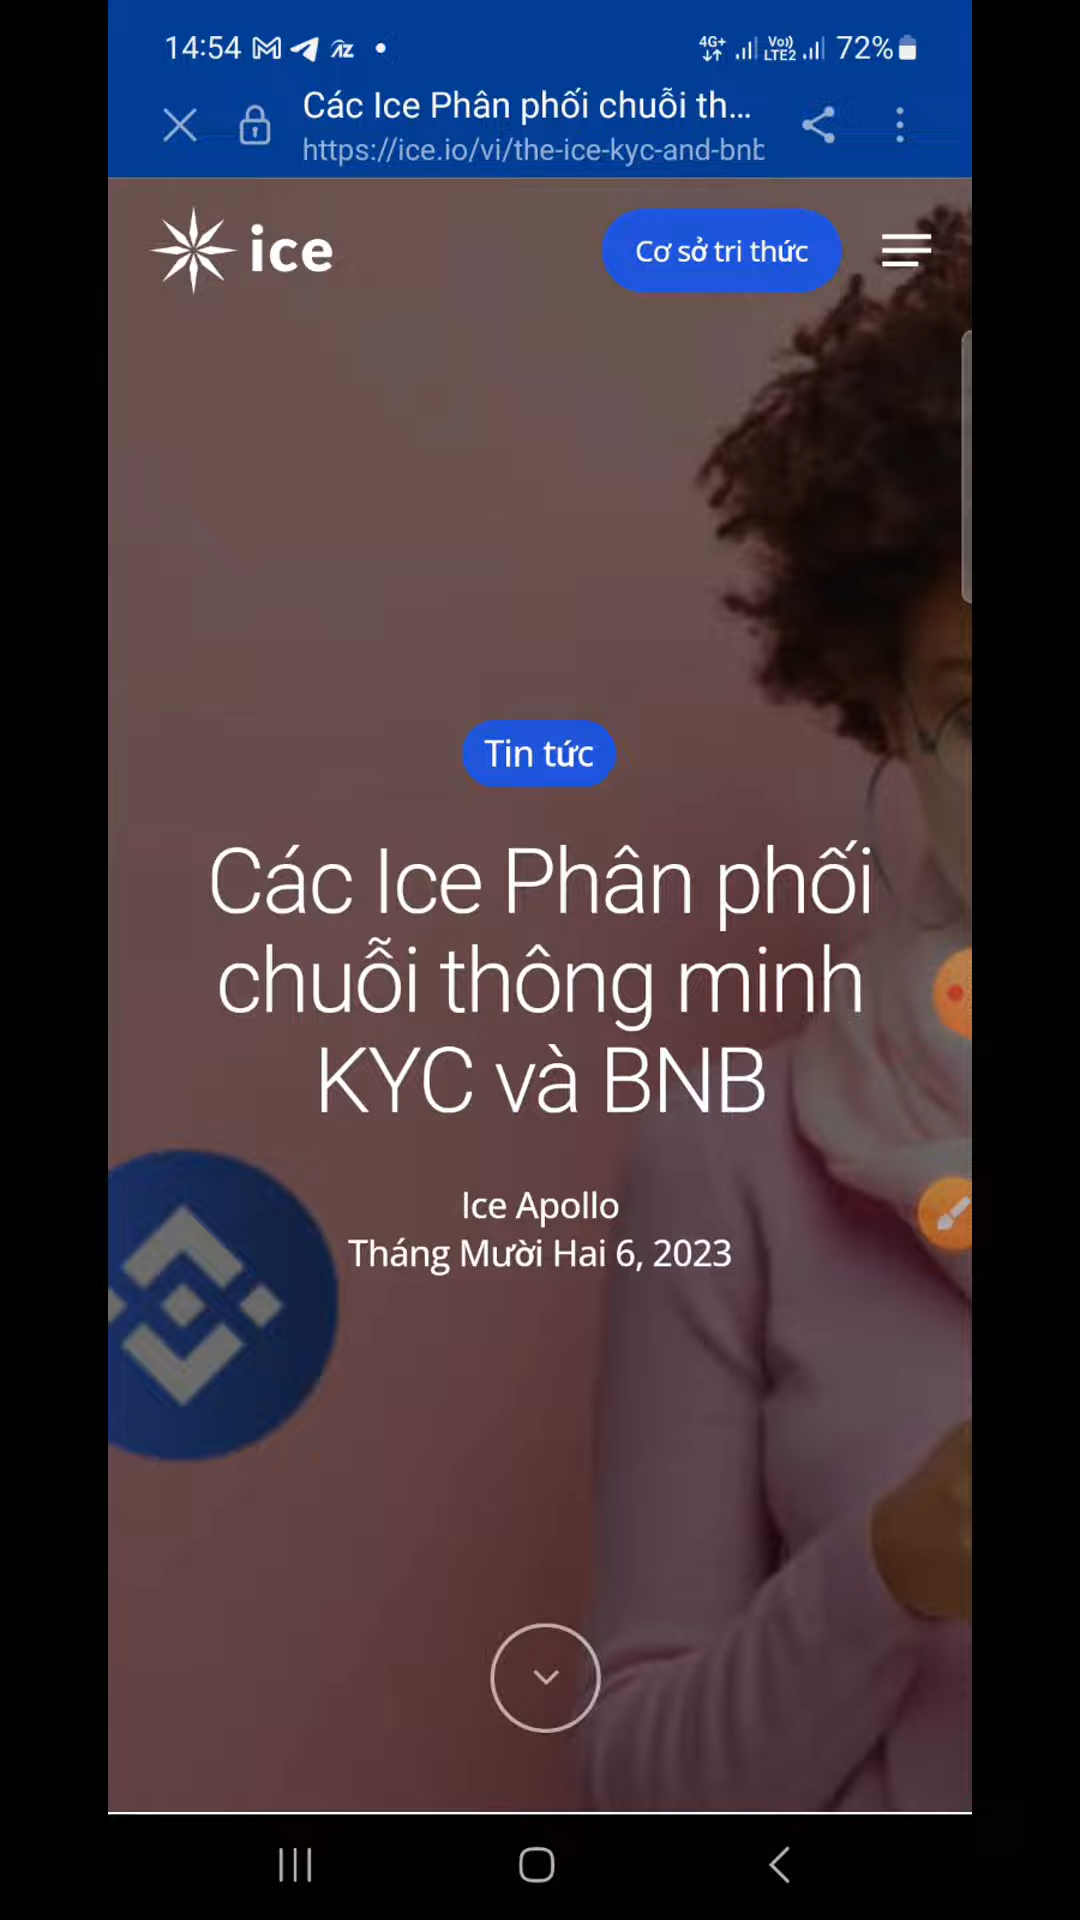 14:54
4G+ Vo)) LTE2 72%
Các Ice Phân phối chuỗi th...
https://ice.io/vi/the-ice-kyc-and-bnb
ice
Cơ sở tri thức
Tin tức
Các Ice Phân phối
chuỗi thông minh
KYC và BNB
Ice Apollo
Tháng Mười Hai 6, 2023